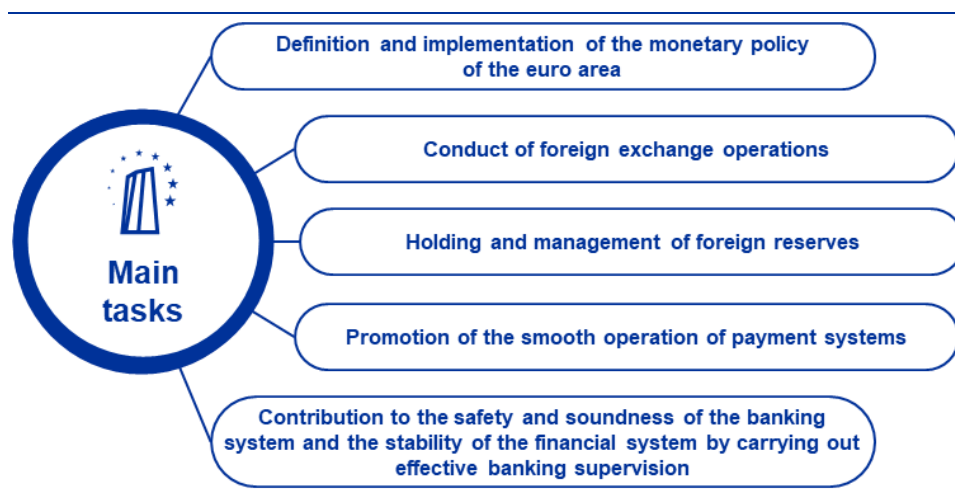 Definition and implementation of the monetary policy
of the euro area
Conduct of foreign exchange operations
Main
tasks
Holding and management of foreign reserves
Promotion of the smooth operation of payment systems
Contribution to the safety and soundness of the banking
system and the stability of the financial system by carrying out
effective banking supervision